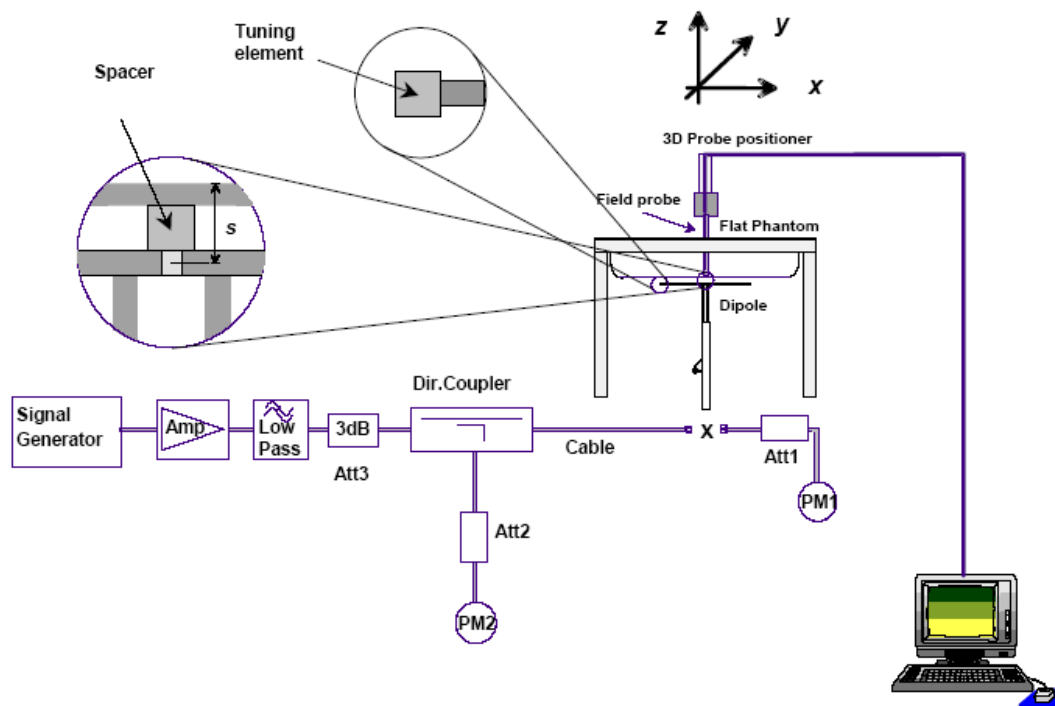 Tuning
element
Spacer
z
y
x
3D Probe positioner
Field probe
Flat Phantom
s
Dipole
Dir.Coupler
Signal
Generator
Amp
Low
Pass
3dB
Att3
Cable
X
Att1
PM1
Att2
PM2